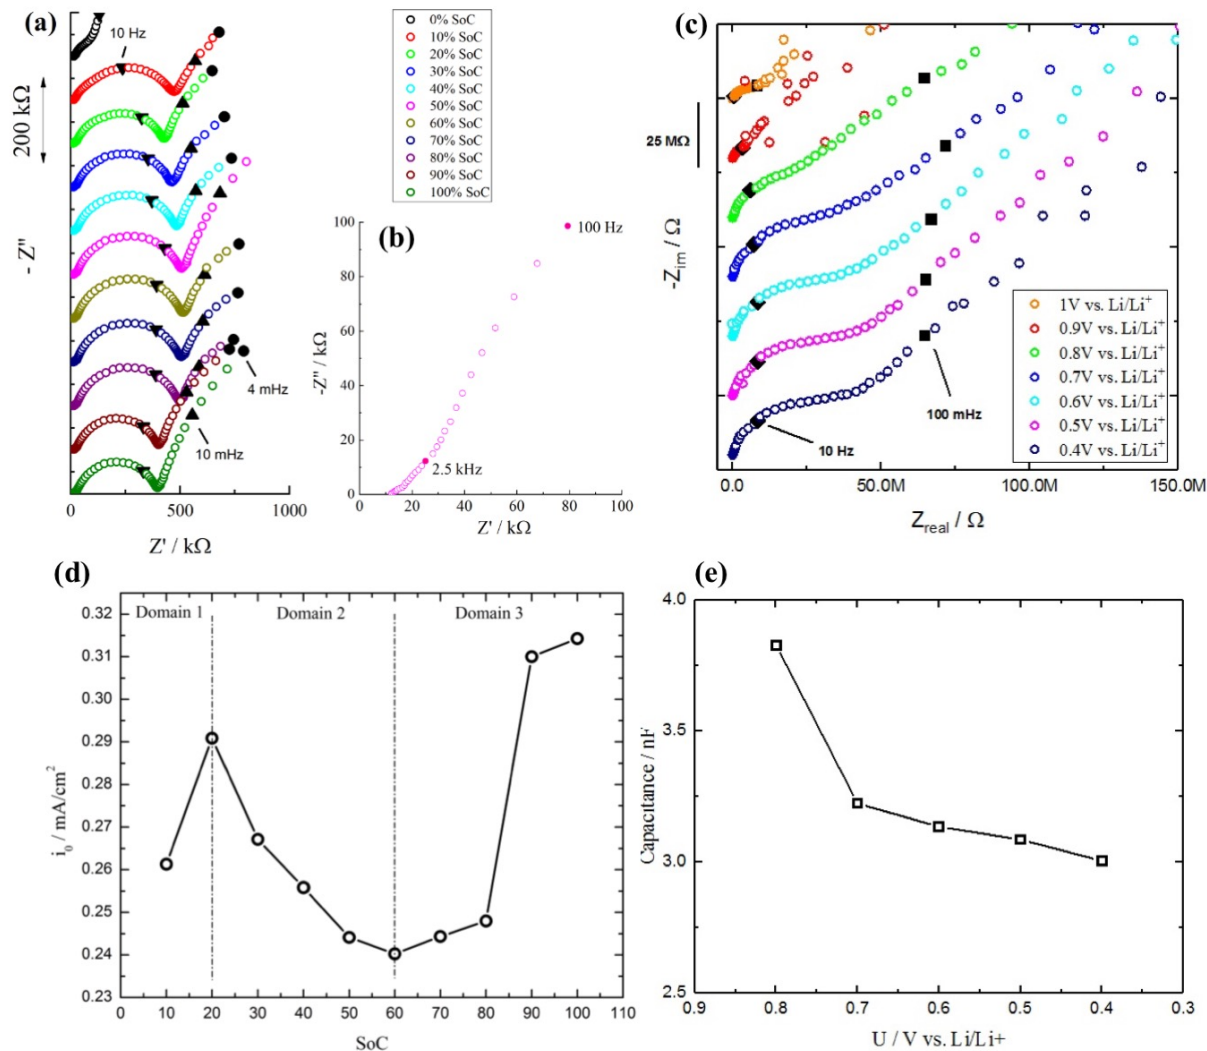 (a)
10 Hz
200 kΩ
- Z"
4 mHz
10 mHz
0
500
1000
Z' / kΩ
0% SoC
10% SoC
20% SoC
30% SoC
40% SoC
50% SoC
60% SoC
70% SoC
80% SoC
90% SoC
100% SoC
(b)
100
80
60
40
20
0
-Z" / kΩ
100 Hz
2.5 kHz
0 20 40 60 80 100
Z' / kΩ
(c)
25 MΩ
-Zim / Ω
100 mHz
10 Hz
1V vs. Li/Li+
0.9V vs. Li/Li+
0.8V vs. Li/Li+
0.7V vs. Li/Li+
0.6V vs. Li/Li+
0.5V vs. Li/Li+
0.4V vs. Li/Li+
0.0 50.0M 100.0M 150.0M
Zreal / Ω
(d)
Domain 1 Domain 2 Domain 3
0.32
0.31
0.30
0.29
0.28
0.27
0.26
0.25
0.24
0.23
i0 / mA/cm2
0 10 20 30 40 50 60 70 80 90 100 110
SoC
(e)
4.0
3.5
3.0
2.5
Capacitance / nF
0.9 0.8 0.7 0.6 0.5 0.4 0.3
U / V vs. Li/Li+